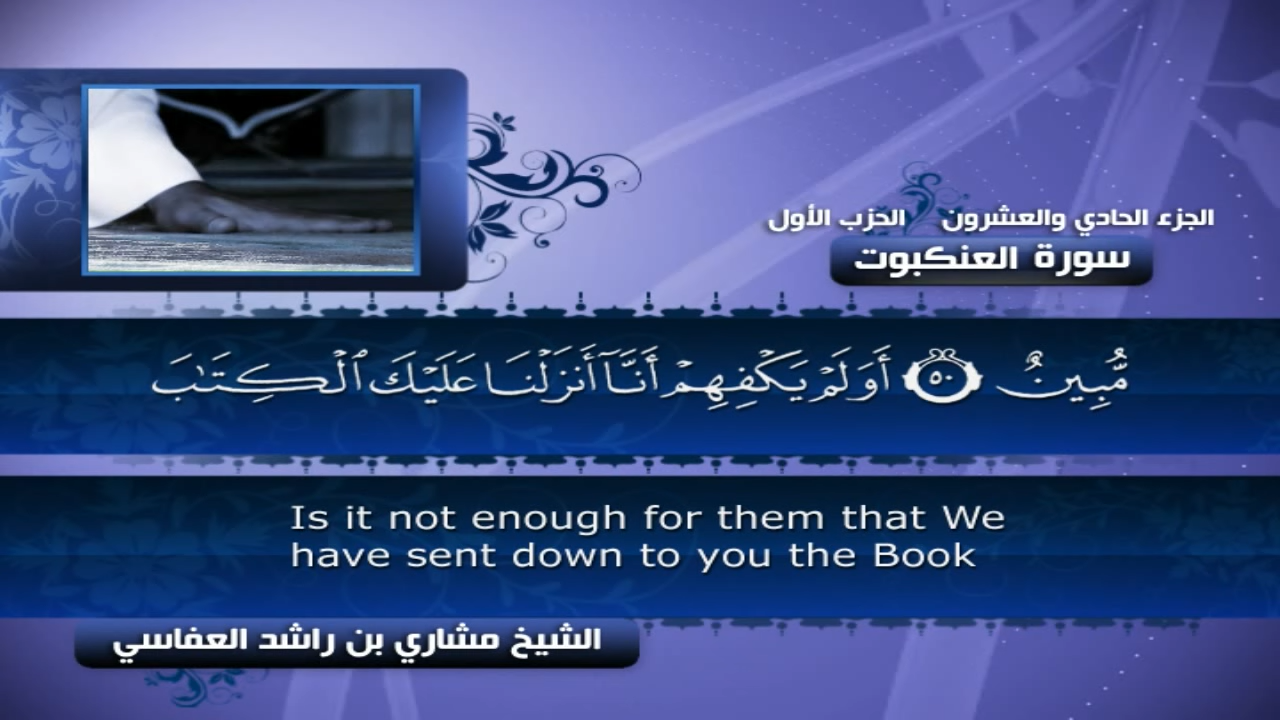 الجزء الحادي والعشرون الحزب الأول
سورة العنكبوت
مُّبِينٌ ٥٠ أَوَلَمْ يَكْفِهِمْ أَنَّآ أَنزَلْنَا عَلَيْكَ ٱلْكِتَٰبَ
Is it not enough for them that We
have sent down to you the Book
الشيخ مشاري بن راشد العفاسي